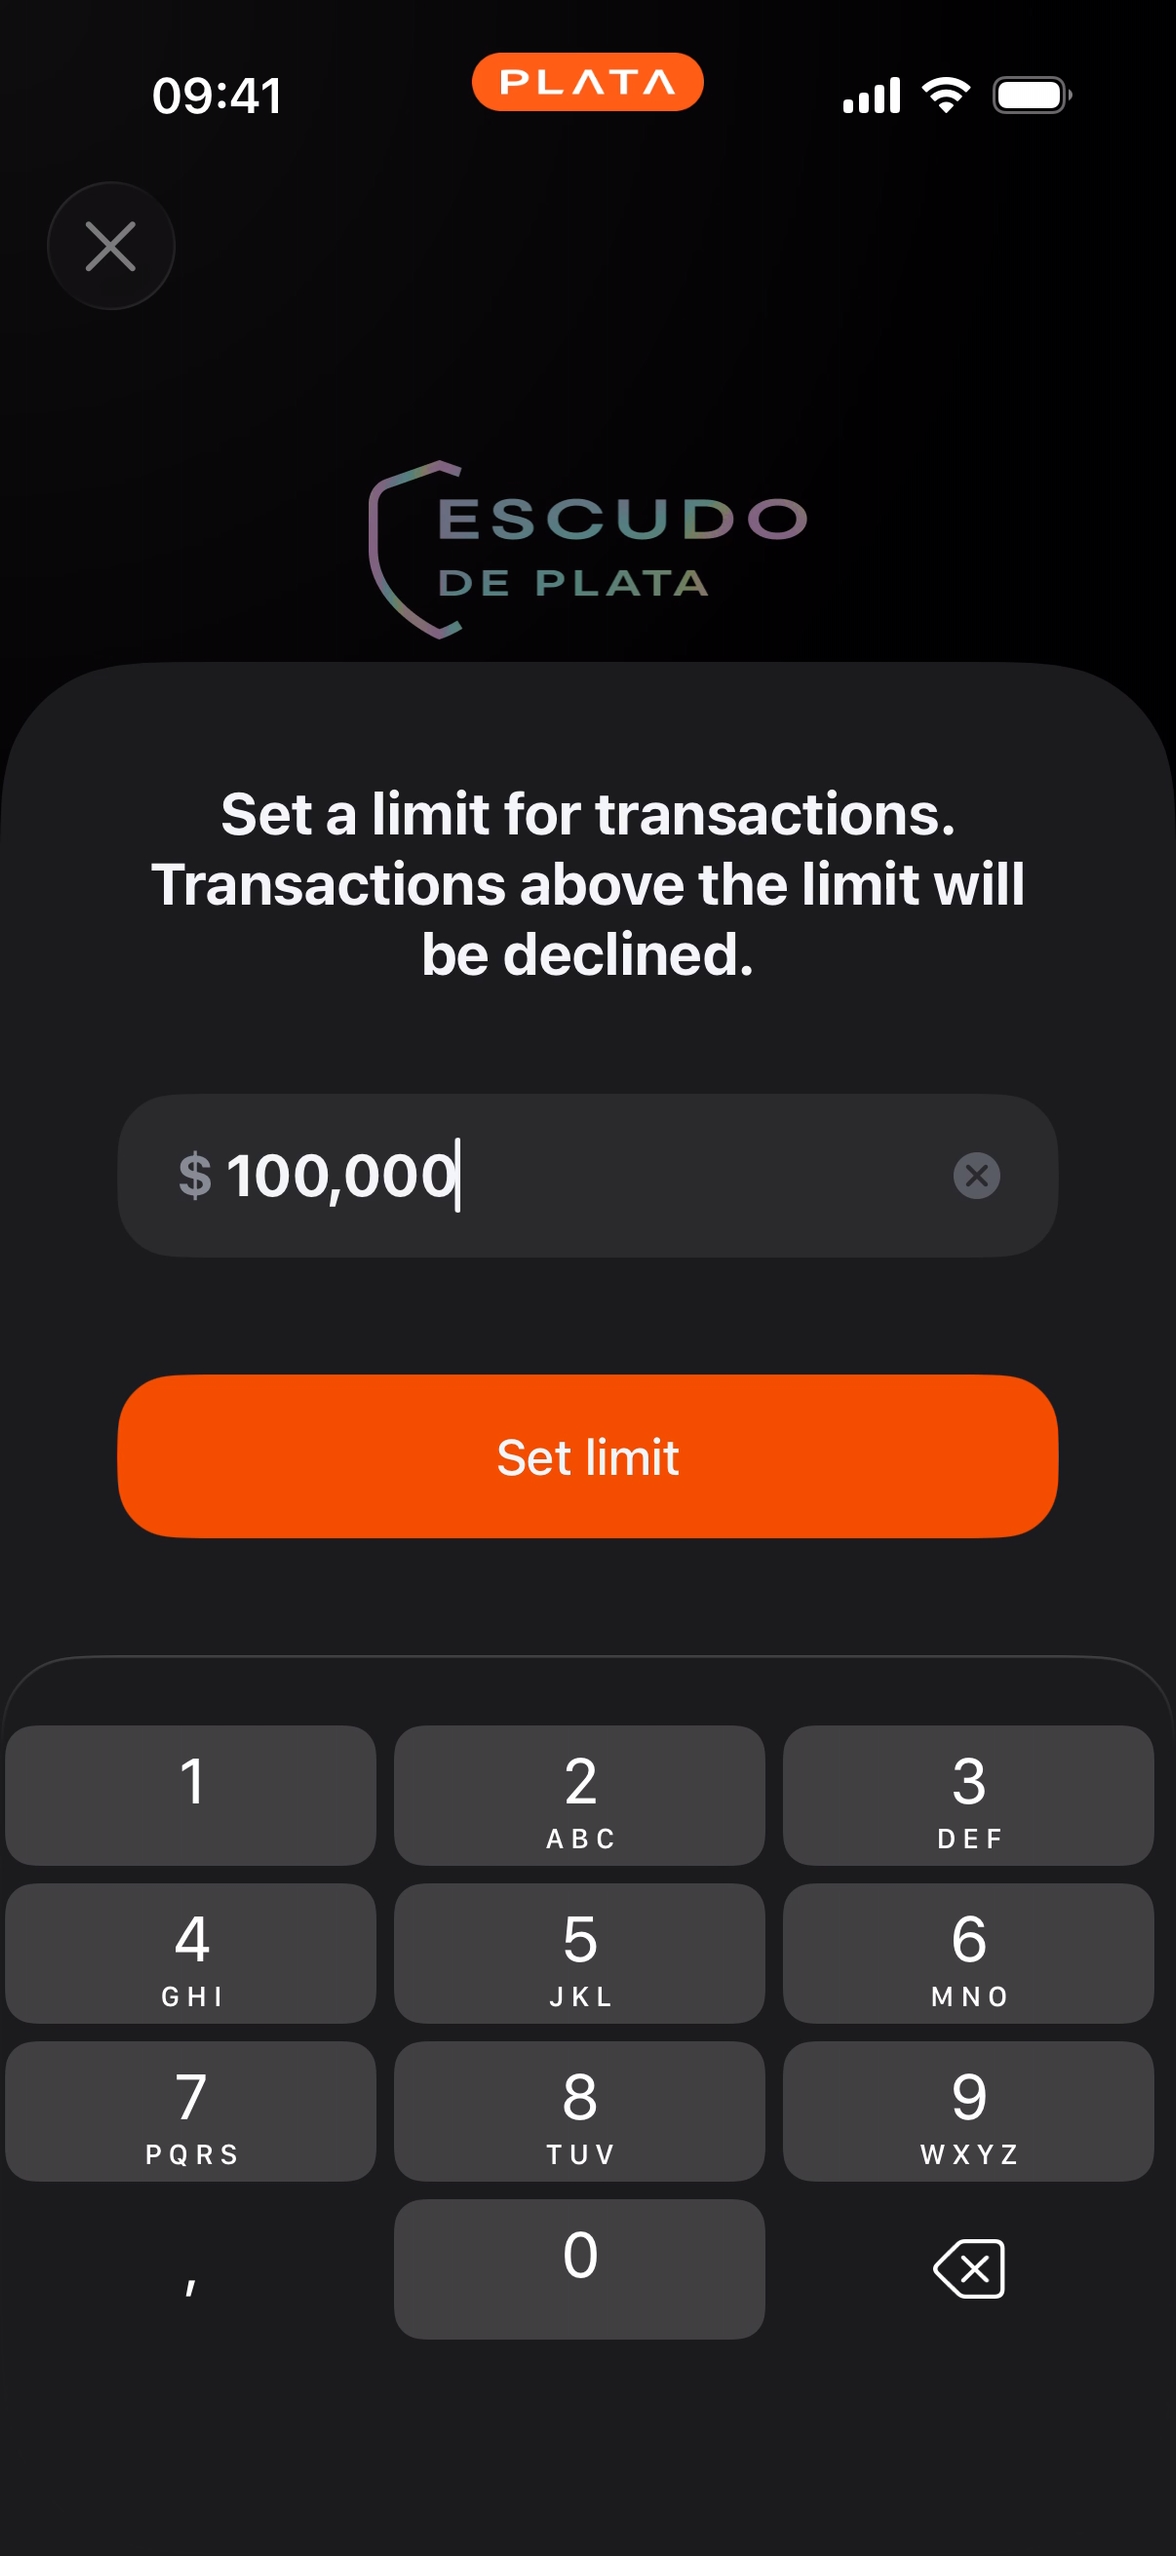 09:41
PLATA
ESCUDO
DE PLATA
Set a limit for transactions.
Transactions above the limit will
be declined.
$ 100,000
Set limit
1
2
ABC
3
DEF
4
GHI
5
JKL
6
MNO
7
PQRS
8
TUV
9
WXYZ
,
0